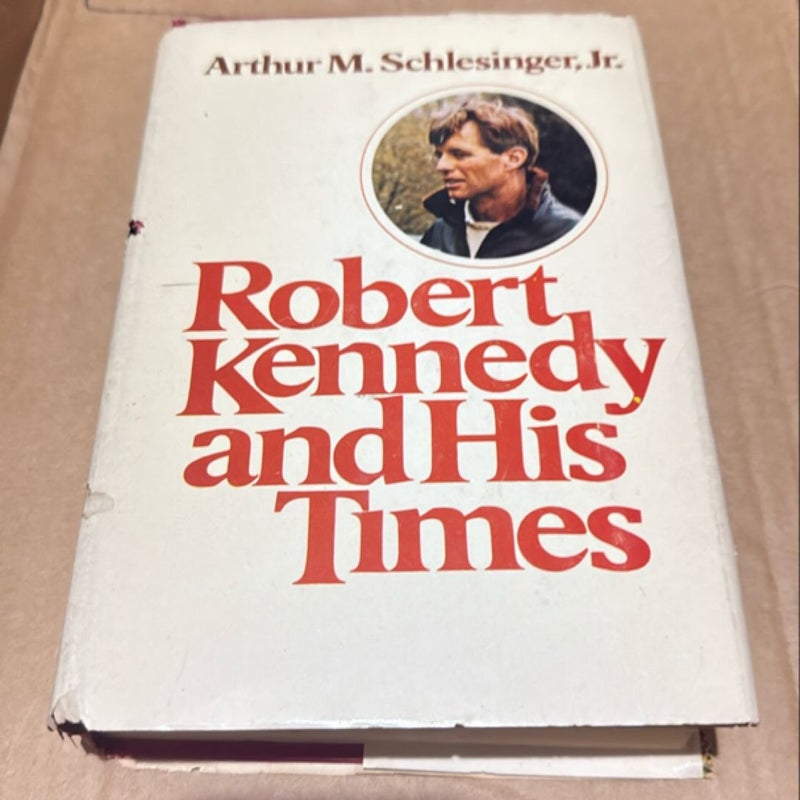 Arthur M. Schlesinger, Jr.
Robert
Kennedy
and His
Times